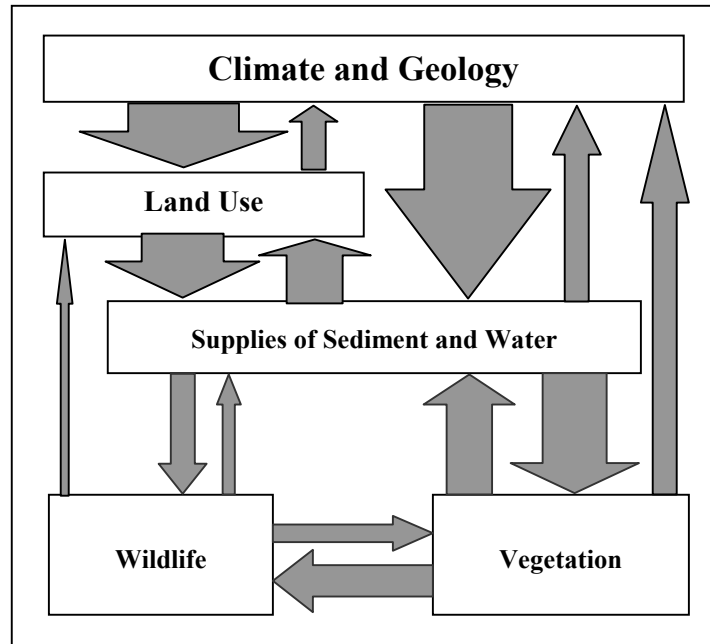 Climate and Geology
Land Use
Supplies of Sediment and Water
Wildlife
Vegetation